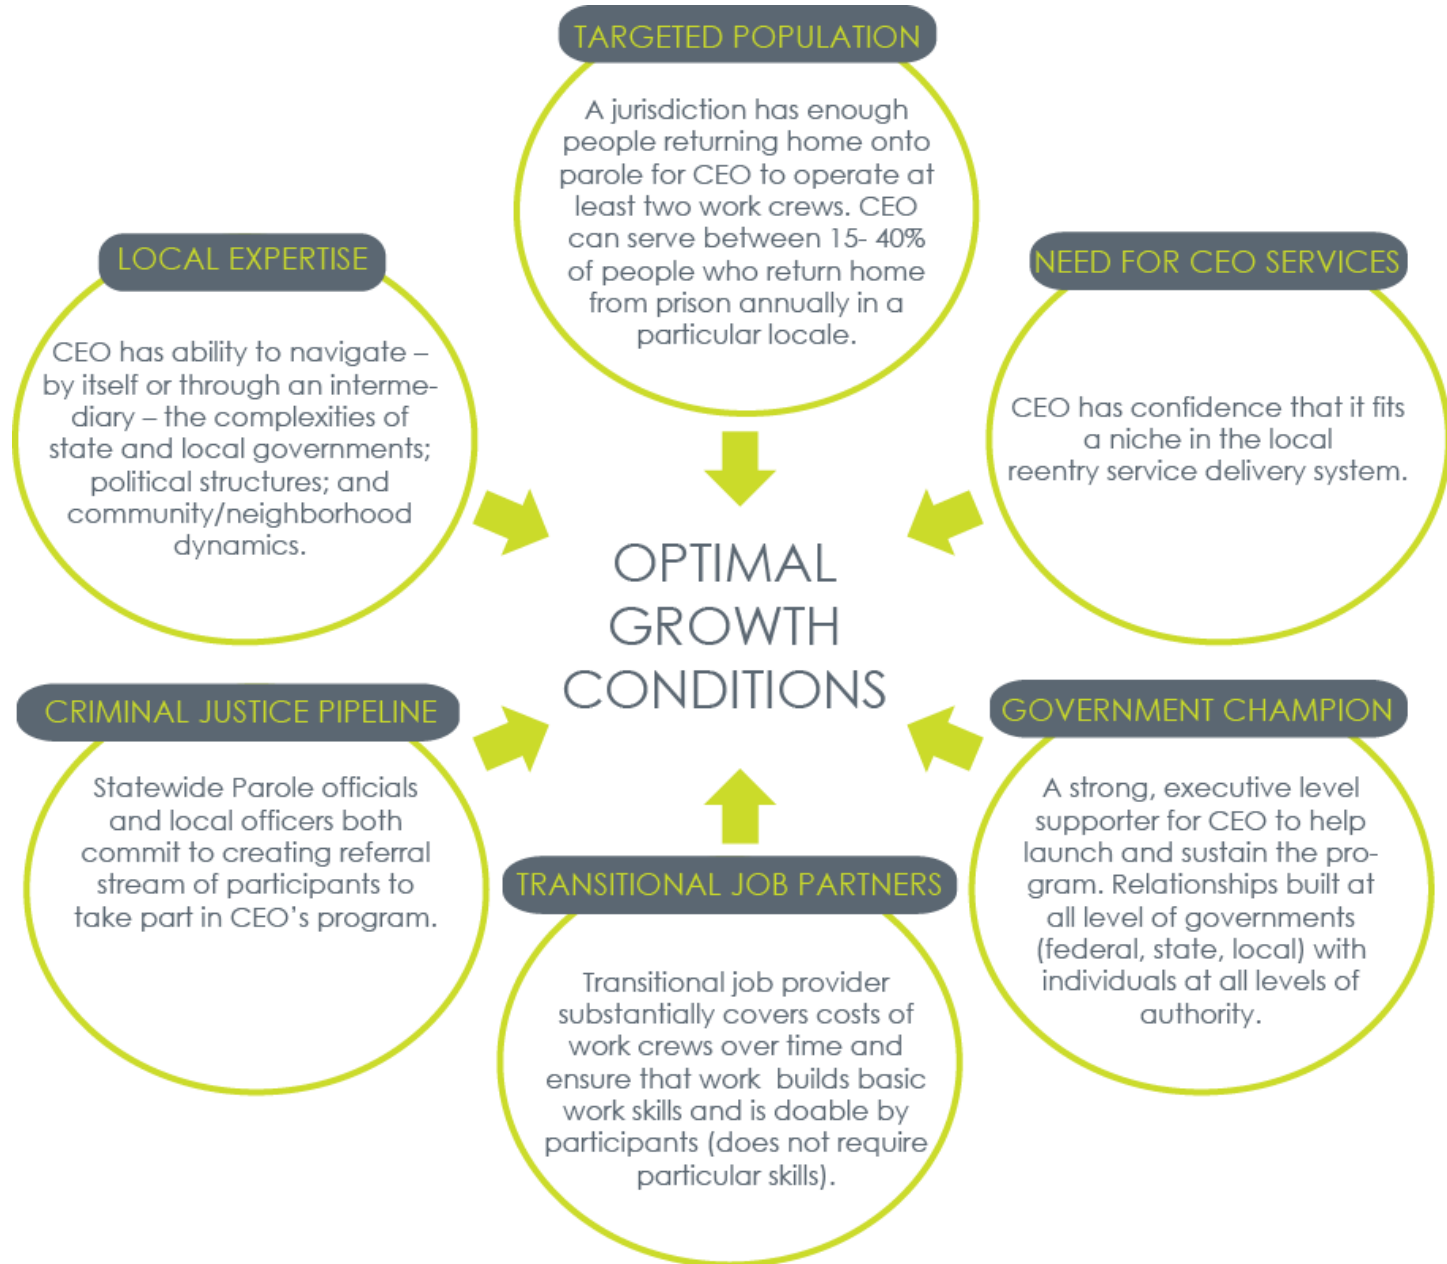 TARGETED POPULATION
A jurisdiction has enough
people returning home onto
parole for CEO to operate at
least two work crews. CEO
can serve between 15- 40%
of people who return home
from prison annually in a
particular locale.
LOCAL EXPERTISE
CEO has ability to navigate –
by itself or through an interme-
diary – the complexities of
state and local governments;
political structures; and
community/neighborhood
dynamics.
NEED FOR CEO SERVICES
CEO has confidence that it fits
a niche in the local
reentry service delivery system.
OPTIMAL
GROWTH
CONDITIONS
CRIMINAL JUSTICE PIPELINE
Statewide Parole officials
and local officers both
commit to creating referral
stream of participants to
take part in CEO’s program.
GOVERNMENT CHAMPION
A strong, executive level
supporter for CEO to help
launch and sustain the pro-
gram. Relationships built at
all level of governments
(federal, state, local) with
individuals at all levels of
authority.
TRANSITIONAL JOB PARTNERS
Transitional job provider
substantially covers costs of
work crews over time and
ensure that work  builds basic
work skills and is doable by
participants (does not require
particular skills).